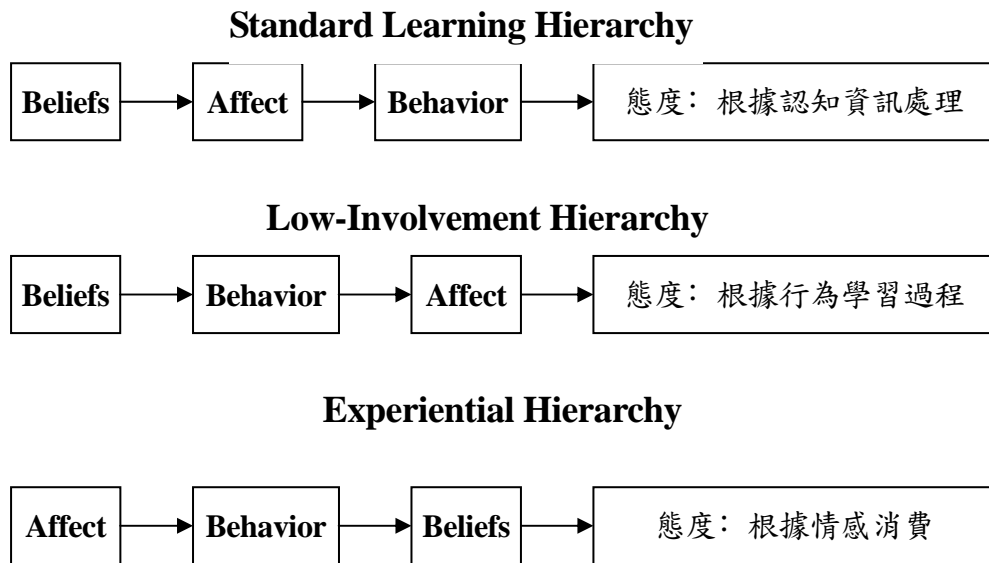 Standard Learning Hierarchy
Beliefs Affect Behavior 態度：根據認知資訊處理
Low-Involvement Hierarchy
Beliefs Behavior Affect 態度：根據行為學習過程
Experiential Hierarchy
Affect Behavior Beliefs 態度：根據情感消費